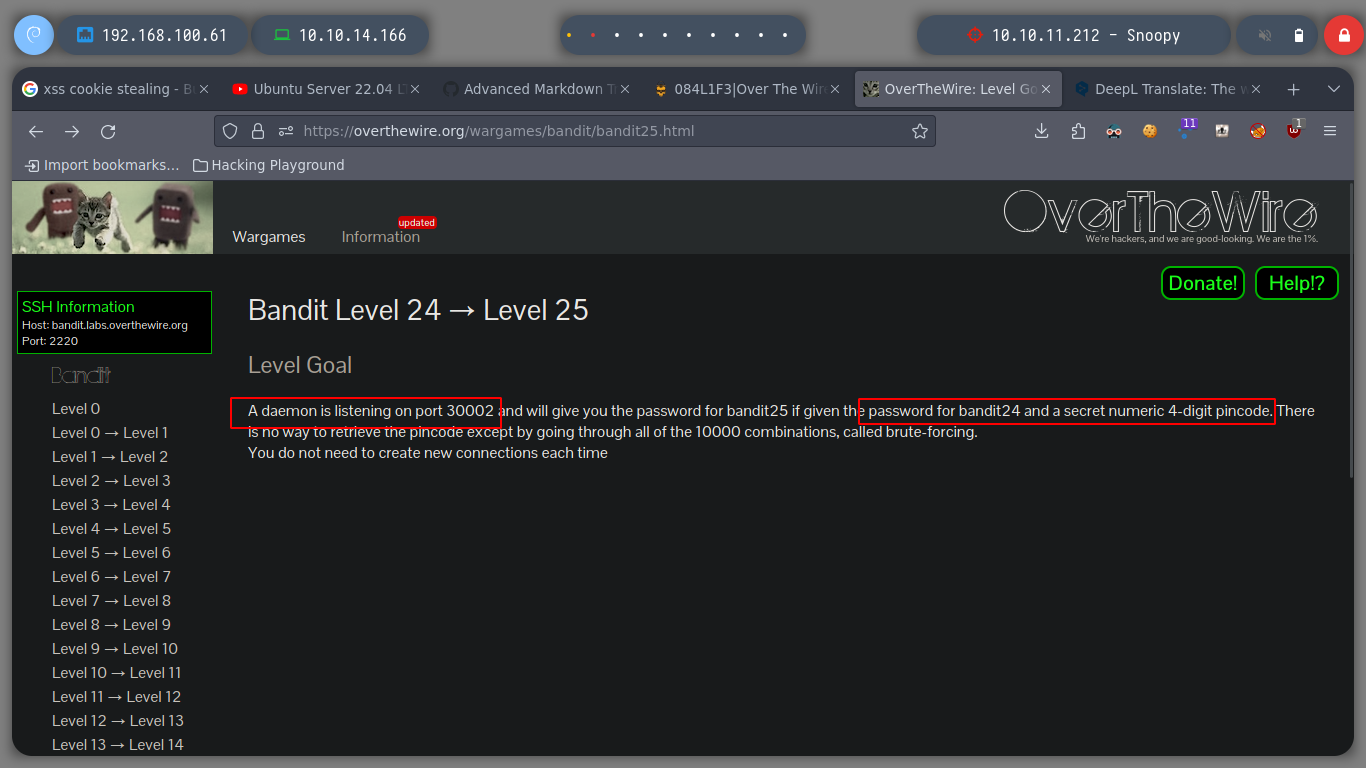 192.168.100.61
10.10.14.166
10.10.11.212 - Snoopy
xss cookie stealing - B
Ubuntu Server 22.04 LT
Advanced Markdown T
084L1F3|Over The Wire
OverTheWire: Level Go
DeepL Translate: The w
https://overthewire.org/wargames/bandit/bandit25.html
11
1
Import bookmarks...
Hacking Playground
Wargames
Information
updated
OverTheWire
We're hackers, and we are good-looking. We are the 1%.
Donate!
Help!?
SSH Information
Host: bandit.labs.overthewire.org
Port: 2220
Bandit
Level 0
Level 0 → Level 1
Level 1 → Level 2
Level 2 → Level 3
Level 3 → Level 4
Level 4 → Level 5
Level 5 → Level 6
Level 6 → Level 7
Level 7 → Level 8
Level 8 → Level 9
Level 9 → Level 10
Level 10 → Level 11
Level 11 → Level 12
Level 12 → Level 13
Level 13 → Level 14
Bandit Level 24 → Level 25
Level Goal
A daemon is listening on port 30002 and will give you the password for bandit25 if given the password for bandit24 and a secret numeric 4-digit pincode. There
is no way to retrieve the pincode except by going through all of the 10000 combinations, called brute-forcing.
You do not need to create new connections each time